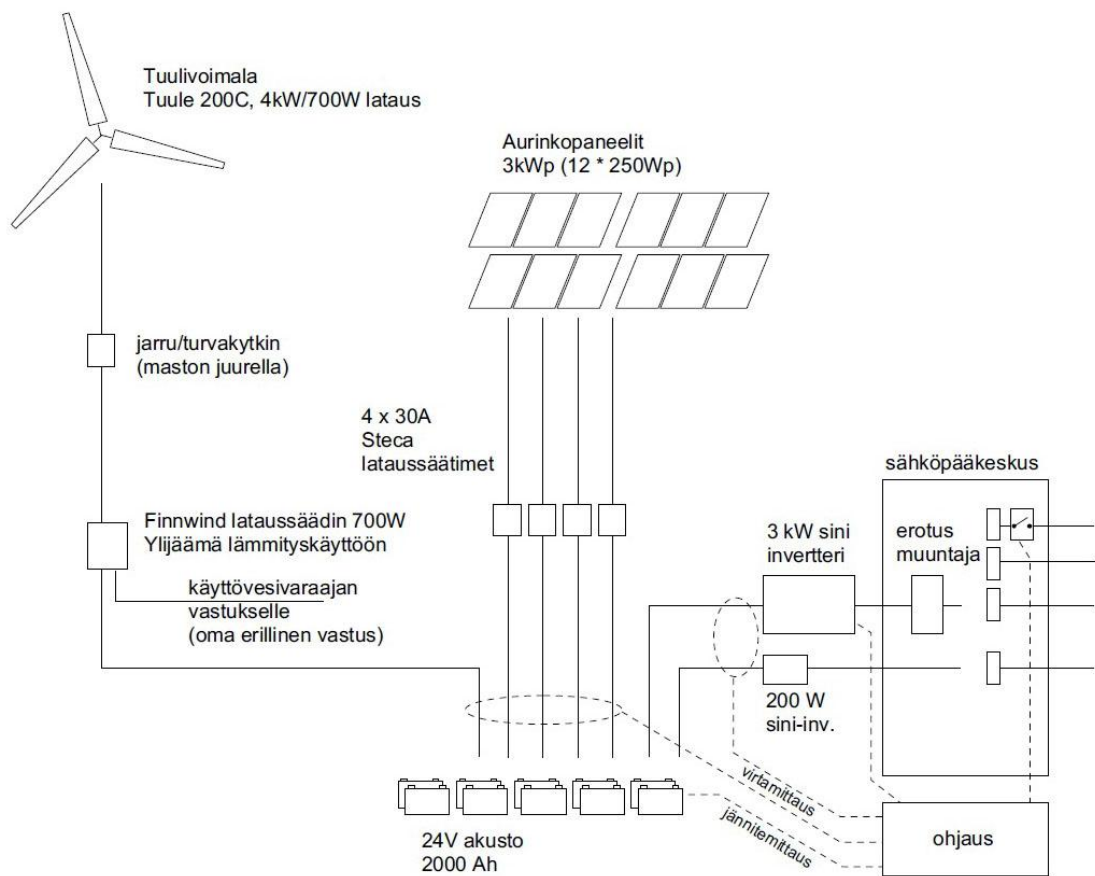 Tuulivoimala
Tuule 200C, 4kW/700W lataus
Aurinkopaneelit
3kWp (12 * 250Wp)
jarru/turvakytkin
(maston juurella)
4 x 30A
Steca
lataussäätimet
sähköpääkeskus
Finnwind lataussäädin 700W
Ylijäämä lämmityskäyttöön
3 kW sini
invertteri
erotus
muuntaja
käyttövesivaraajan
vastukselle
(oma erillinen vastus)
200 W
sini-inv.
virtamittaus
jännitemittaus
ohjaus
24V akusto
2000 Ah